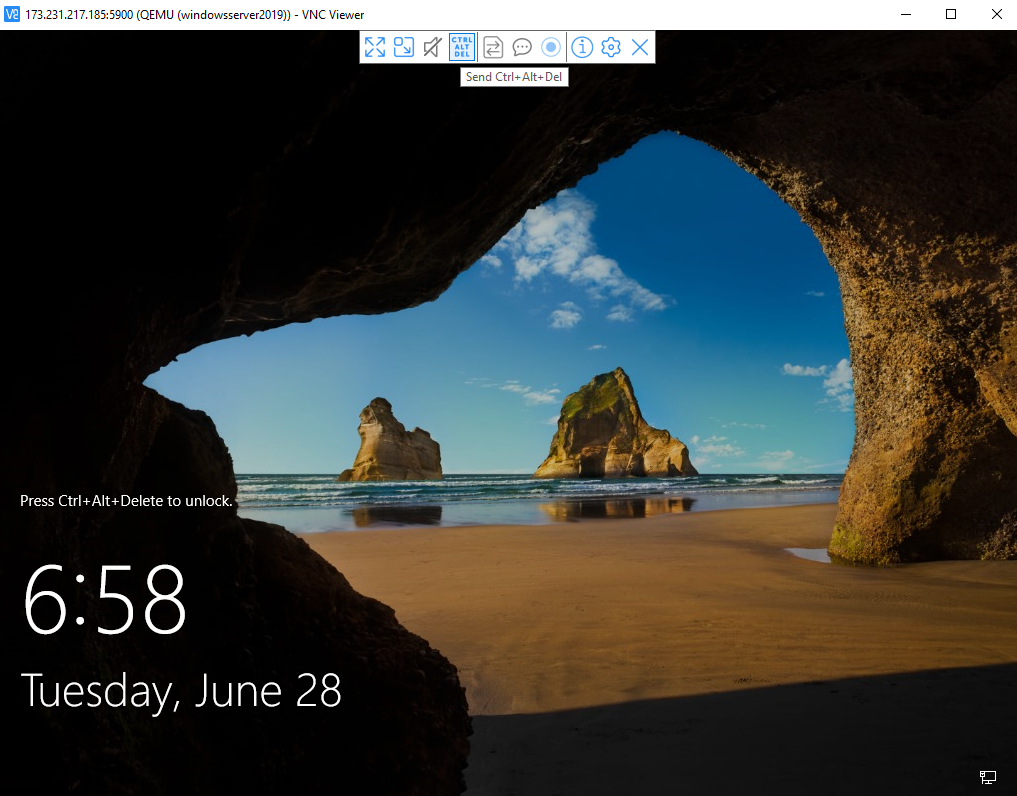 173.231.217.185:5900 (QEMU (windowsserver2019)) - VNC Viewer
CTRL
ALT
DEL
Send Ctrl+Alt+Del
Press Ctrl+Alt+Delete to unlock.
6:58
Tuesday, June 28